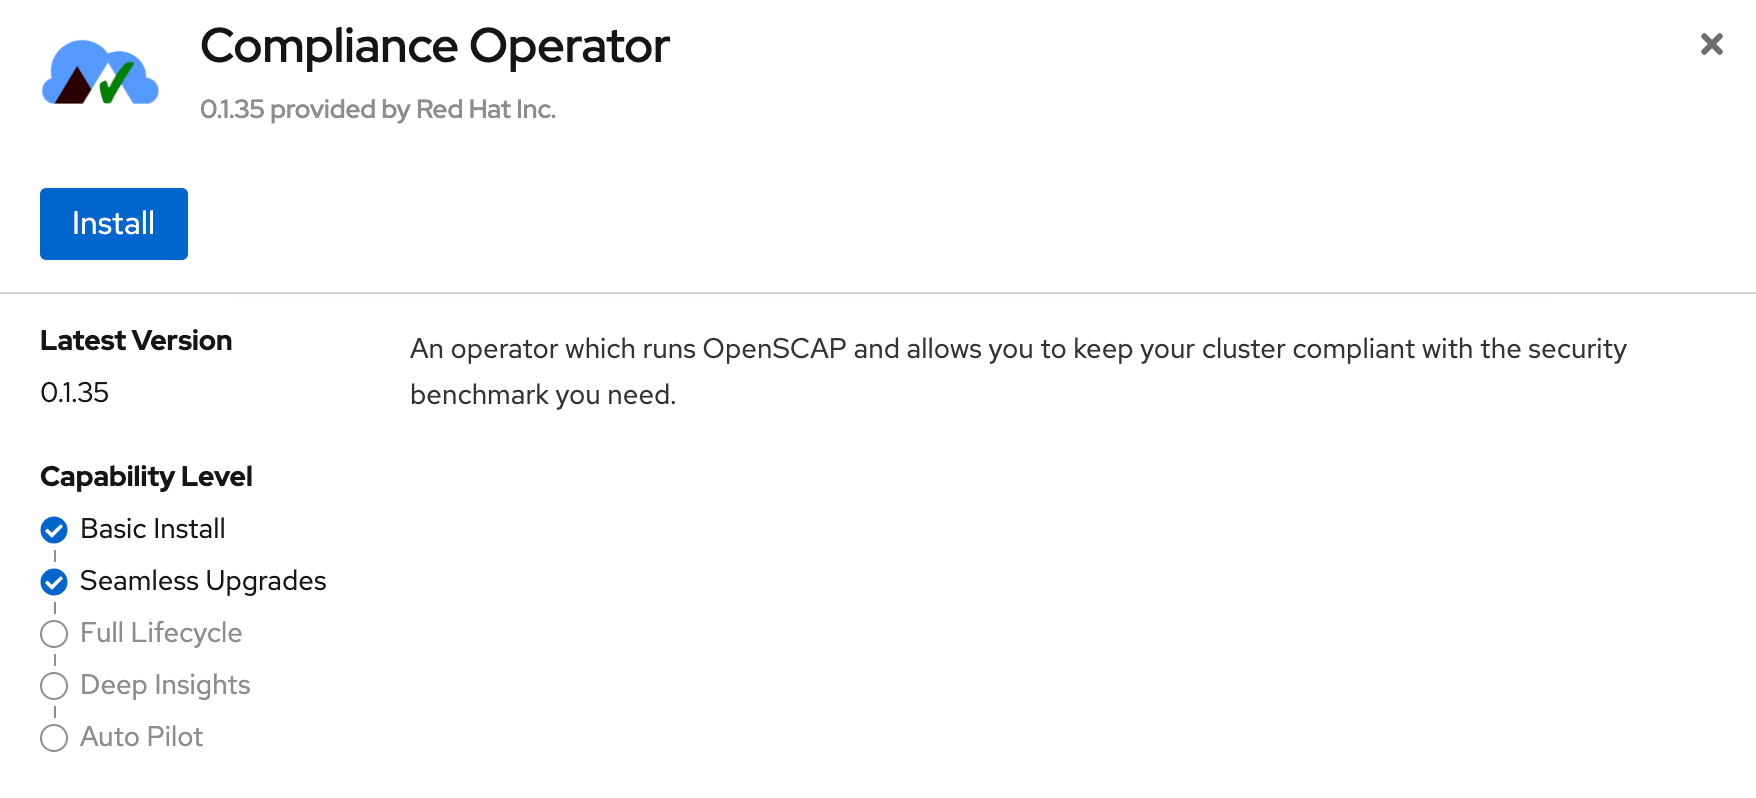 Compliance Operator
0.1.35 provided by Red Hat Inc.
Install
Latest Version
0.1.35
An operator which runs OpenSCAP and allows you to keep your cluster compliant with the security
benchmark you need.
Capability Level
Basic Install
Seamless Upgrades
Full Lifecycle
Deep Insights
Auto Pilot